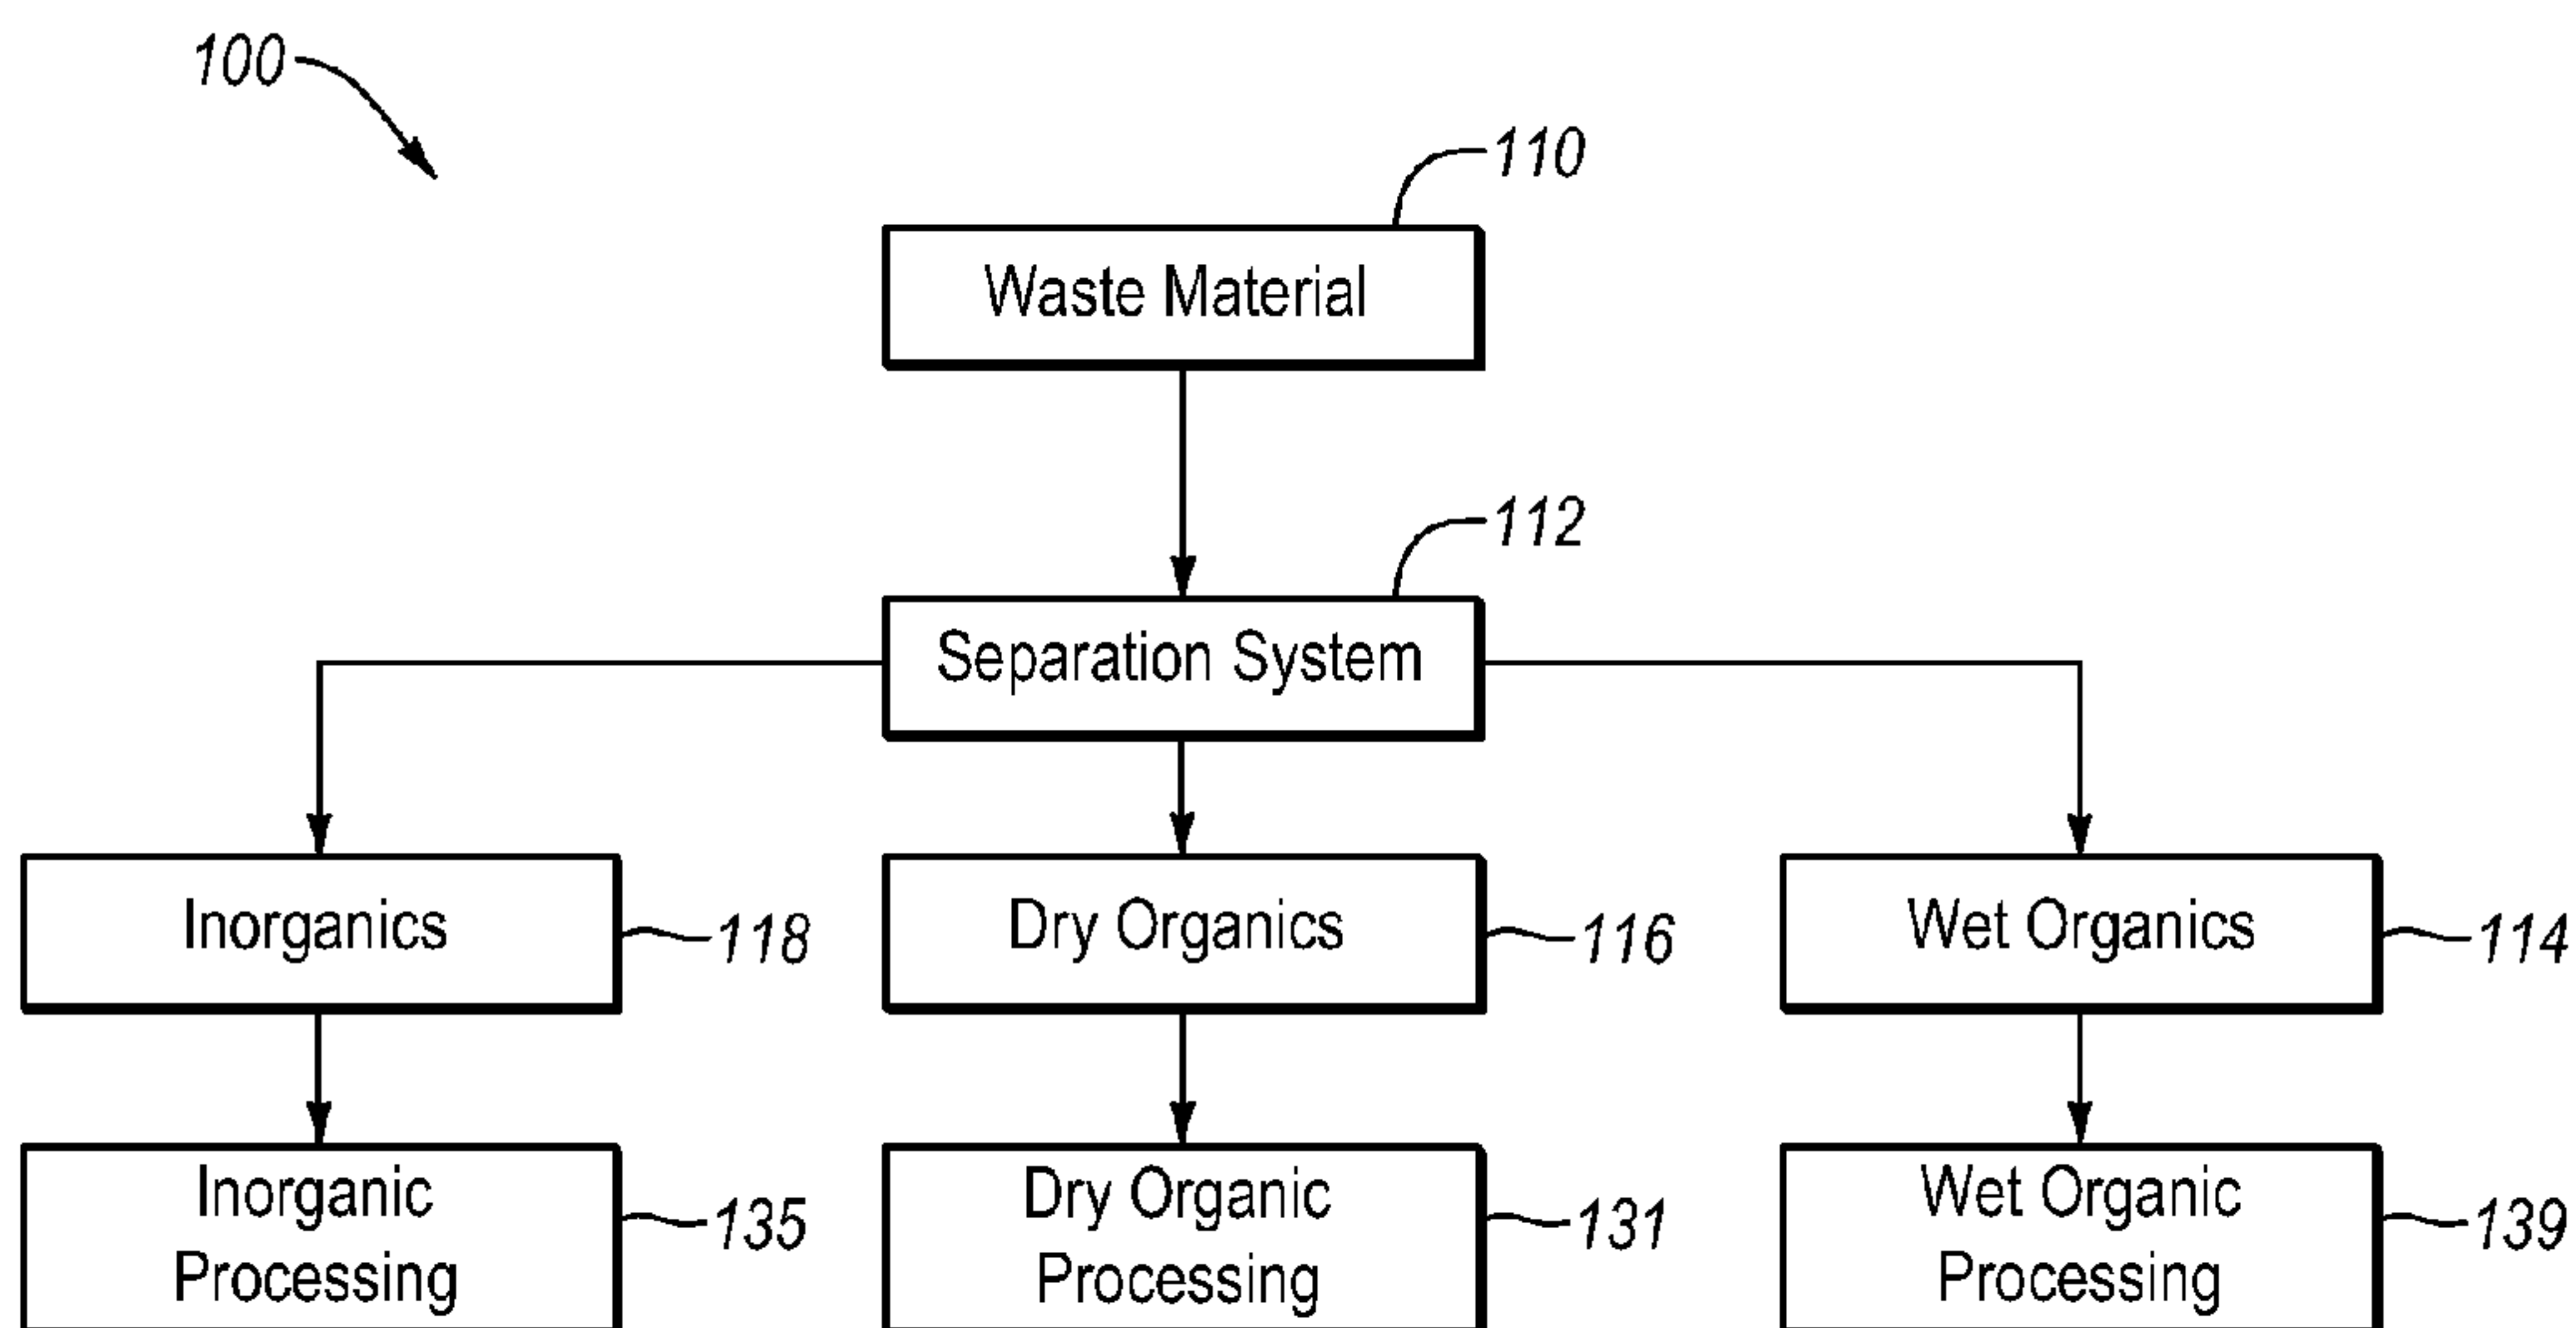 100
110
Waste Material
112
Separation System
Inorganics
118
Dry Organics
116
Wet Organics
114
Inorganic
Processing
135
Dry Organic
Processing
131
Wet Organic
Processing
139